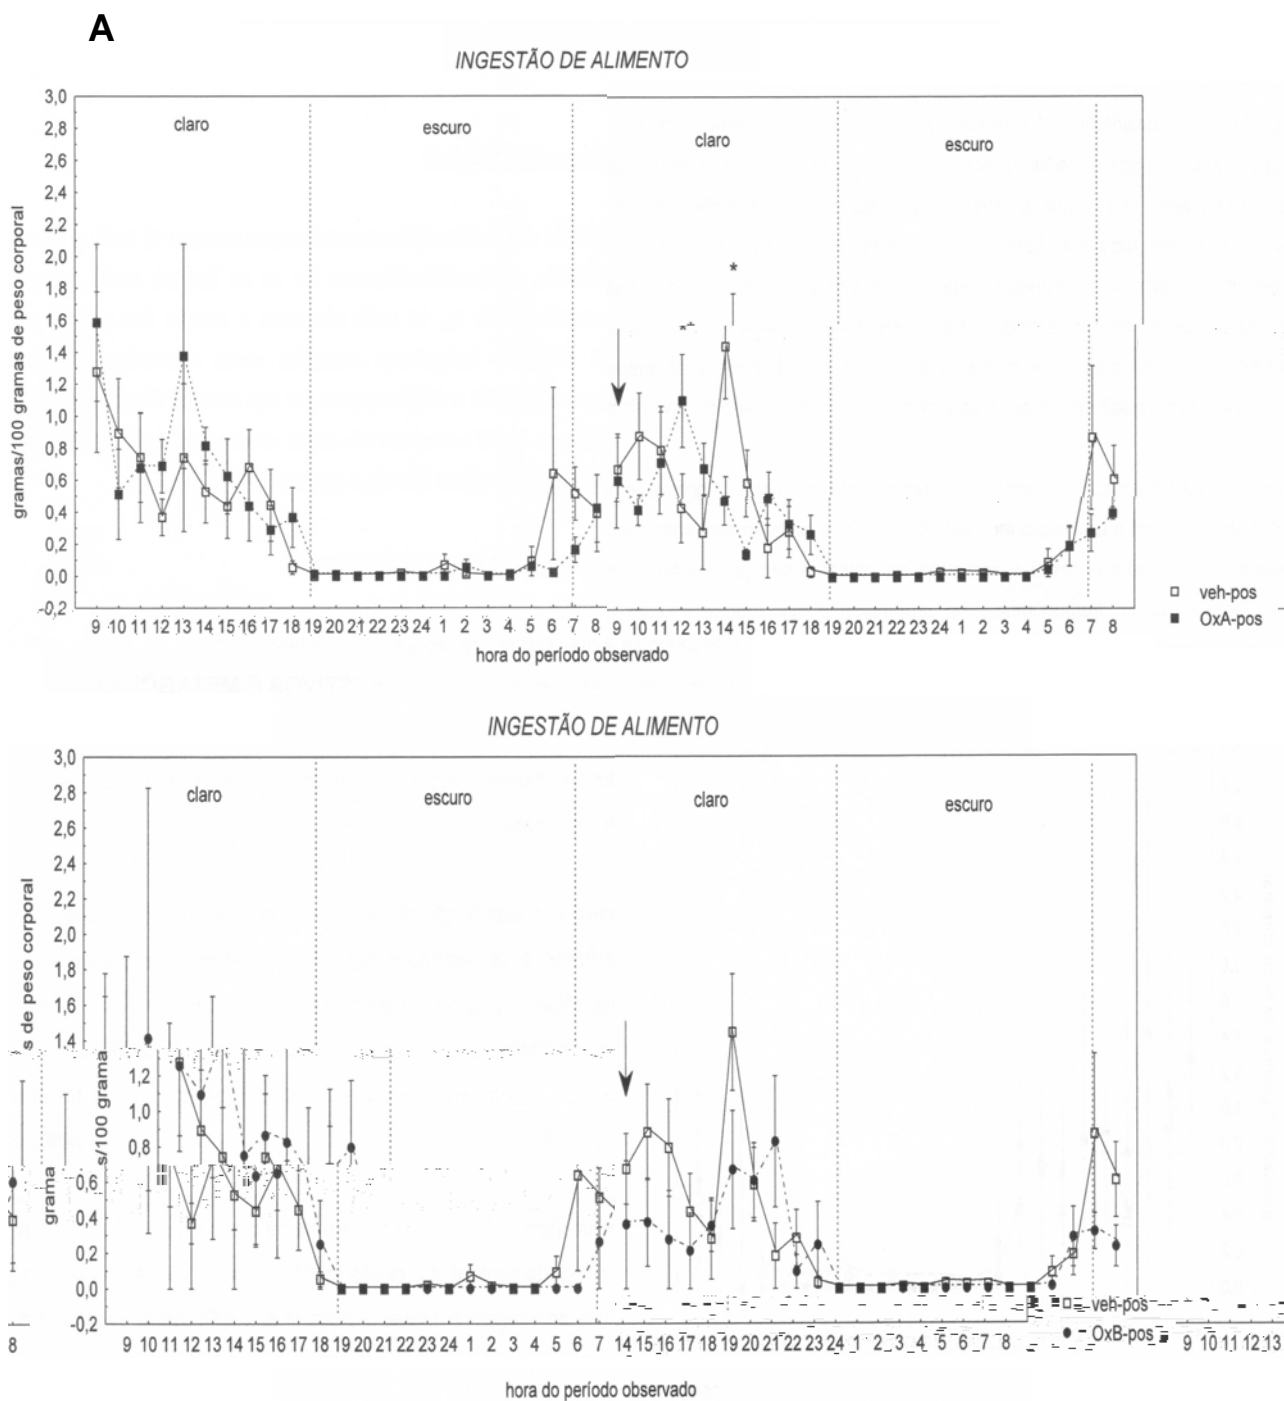 A
INGESTÃO DE ALIMENTO
3,0
2,8
2,6
2,4
2,2
2,0
1,8
1,6
1,4
1,2
1,0
0,8
0,6
0,4
0,2
0,0
-0,2
gramas/100 gramas de peso corporal
claro
escuro
claro
escuro
*
9 10 11 12 13 14 15 16 17 18 19 20 21 22 23 24 1 2 3 4 5 6 7 8 9 10 11 12 13 14 15 16 17 18 19 20 21 22 23 24 1 2 3 4 5 6 7 8
hora do período observado
veh-pos
OxA-pos
INGESTÃO DE ALIMENTO
3,0
2,8
2,6
2,4
2,2
2,0
1,8
1,6
1,4
1,2
1,0
0,8
0,6
0,4
0,2
0,0
-0,2
s de peso corporal
s/100 grama
grama
claro
escuro
claro
escuro
8 9 10 11 12 13 14 15 16 17 18 19 20 21 22 23 24 1 2 3 4 5 6 7 14 15 16 17 18 19 20 21 22 23 24 1 2 3 4 5 6 7 8 9 10 11 12 13
veh-pos
OxB-pos
hora do período observado